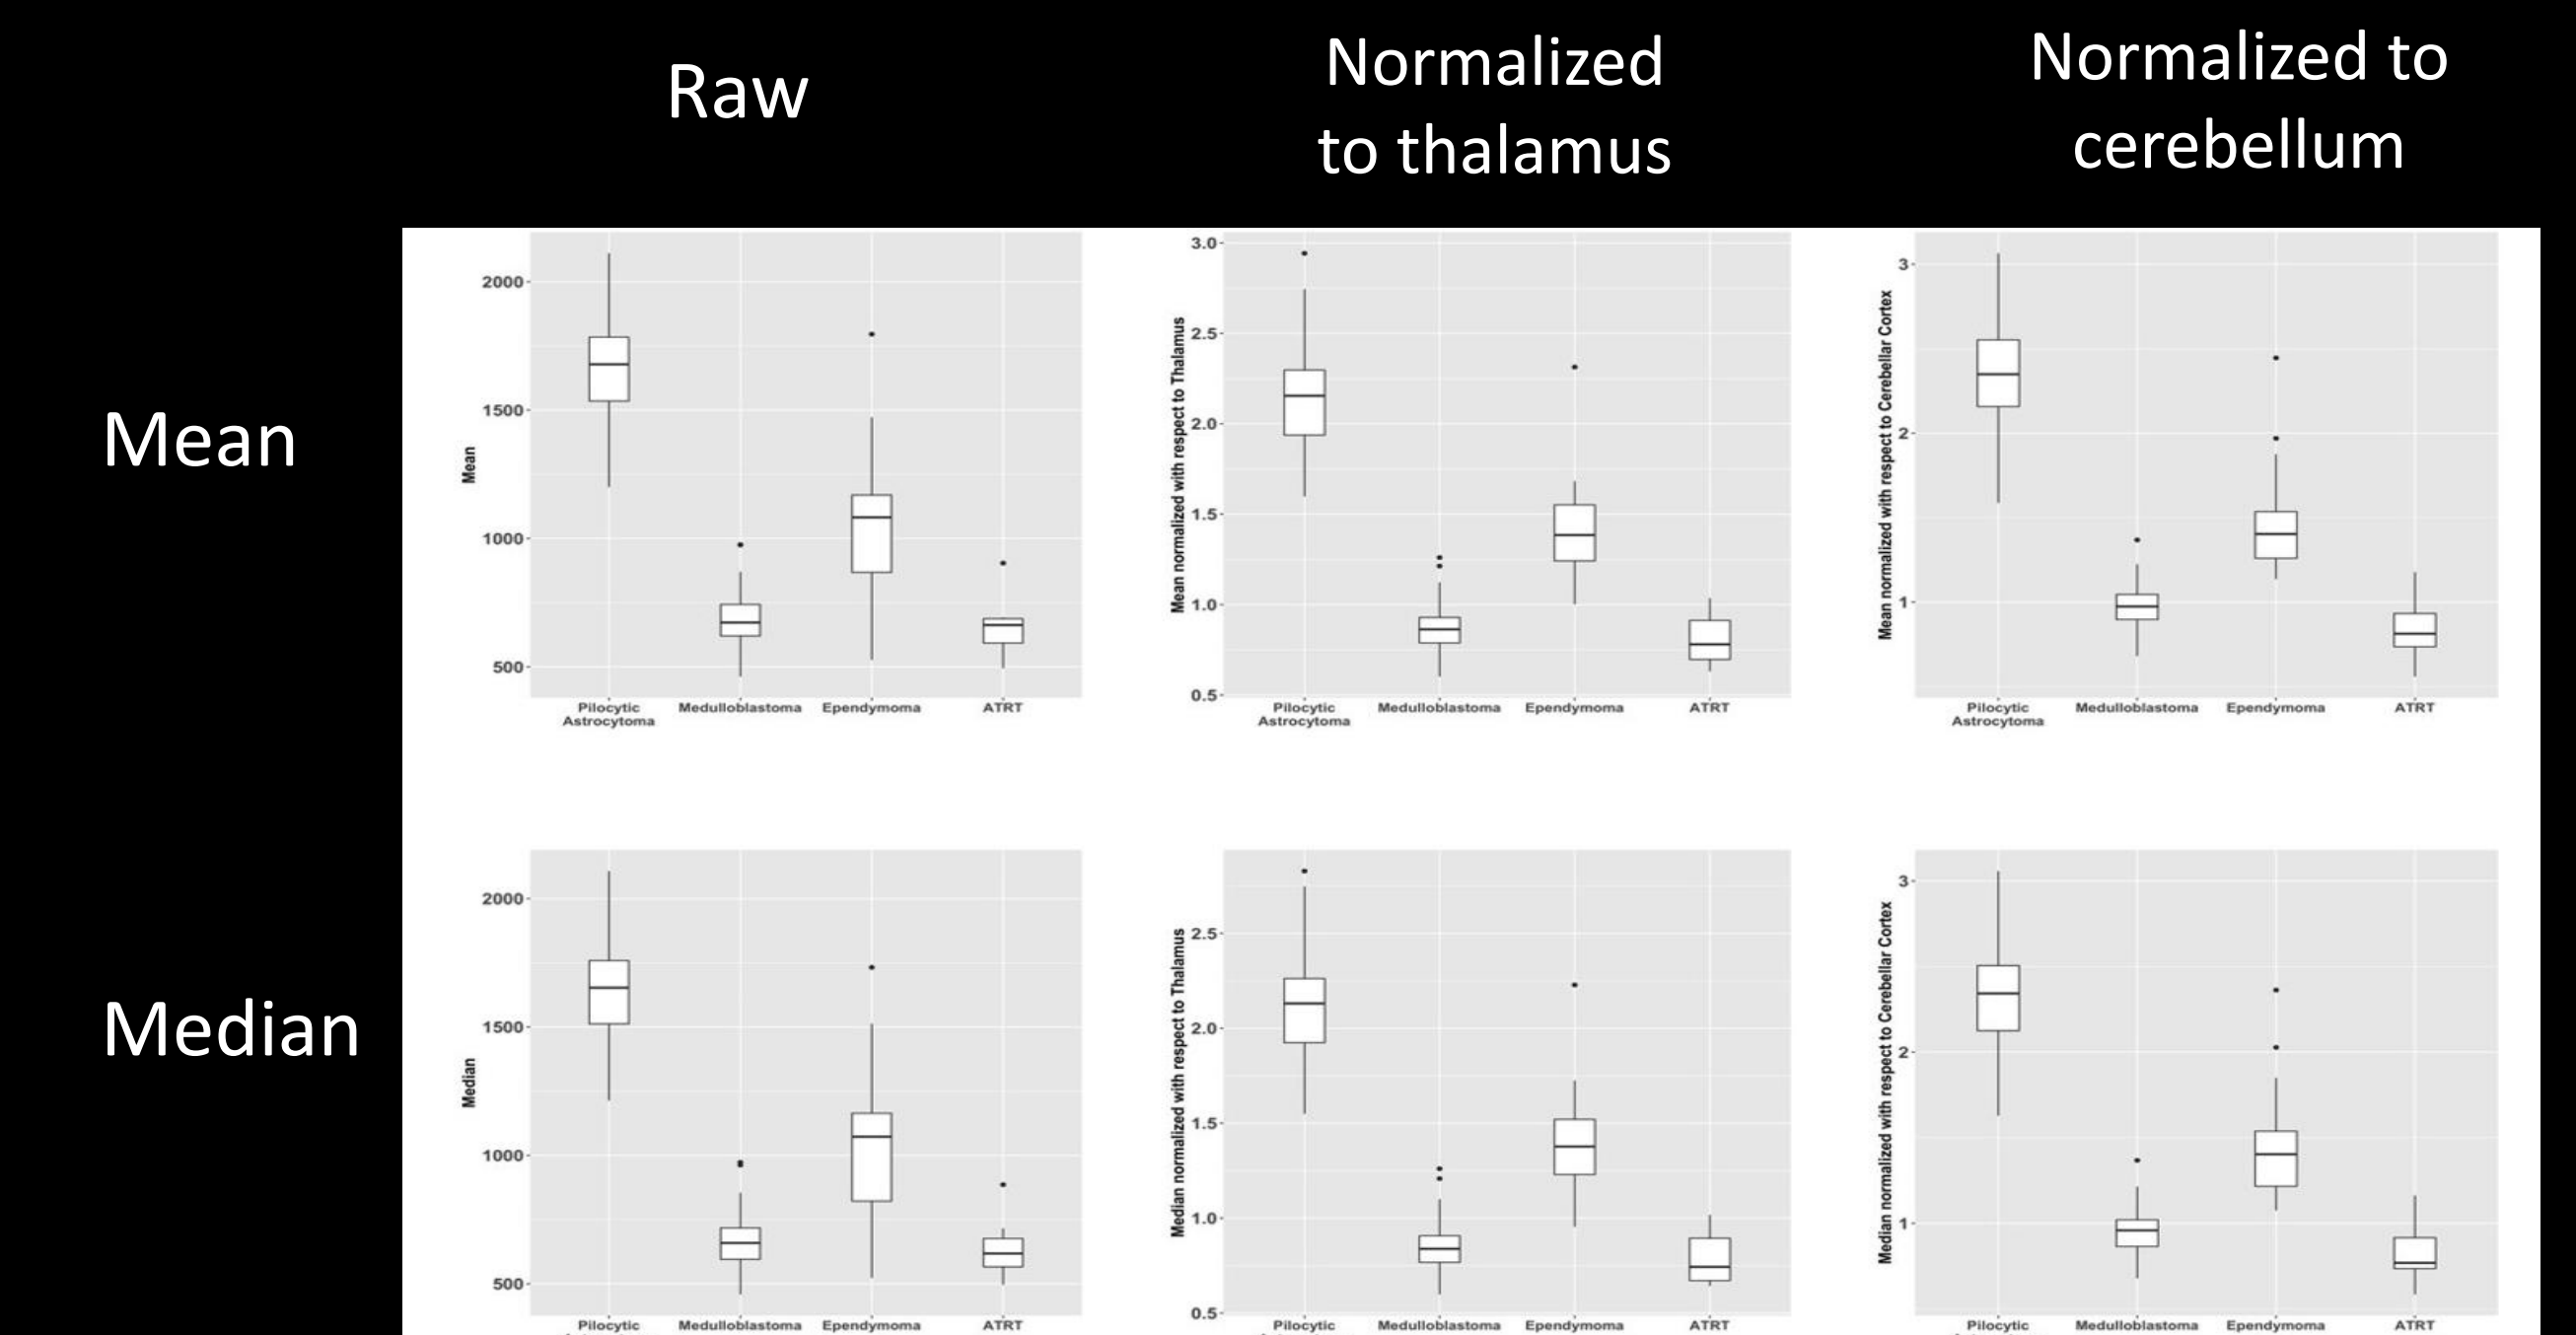 Raw
Normalized
to thalamus
Normalized to
cerebellum
Mean
Mean
2000
1500
1000
500
Pilocytic
Astrocytoma
Medulloblastoma
Ependymoma
ATRT
Mean normalized with respect to Thalamus
3.0
2.5
2.0
1.5
1.0
0.5
Pilocytic
Astrocytoma
Medulloblastoma
Ependymoma
ATRT
Mean normalized with respect to Cerebellar Cortex
3
2
1
Pilocytic
Astrocytoma
Medulloblastoma
Ependymoma
ATRT
Median
Median
2000
1500
1000
500
Pilocytic
Medulloblastoma
Ependymoma
ATRT
Median normalized with respect to Thalamus
2.5
2.0
1.5
1.0
0.5
Pilocytic
Medulloblastoma
Ependymoma
ATRT
Median normalized with respect to Cerebellar Cortex
3
2
1
Pilocytic
Medulloblastoma
Ependymoma
ATRT